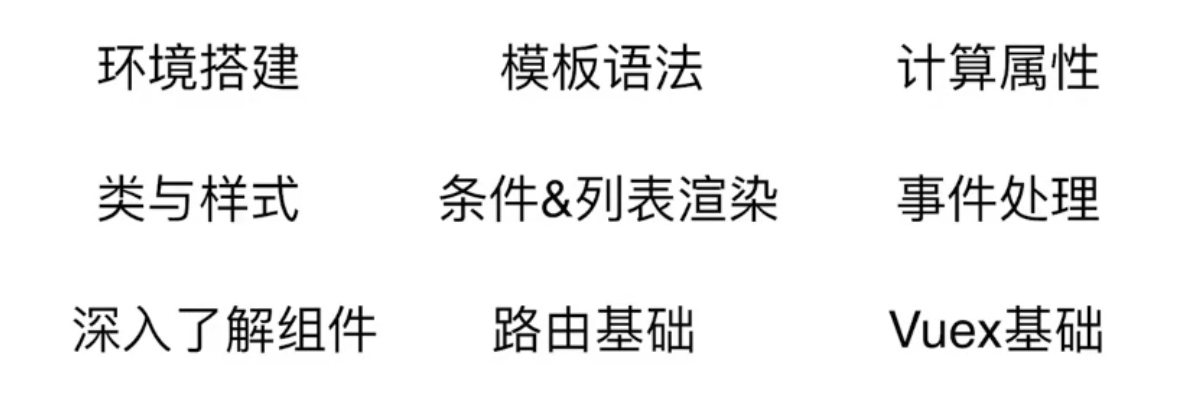 环境搭建 模板语法 计算属性
类与样式 条件&列表渲染 事件处理
深入了解组件 路由基础 Vuex基础